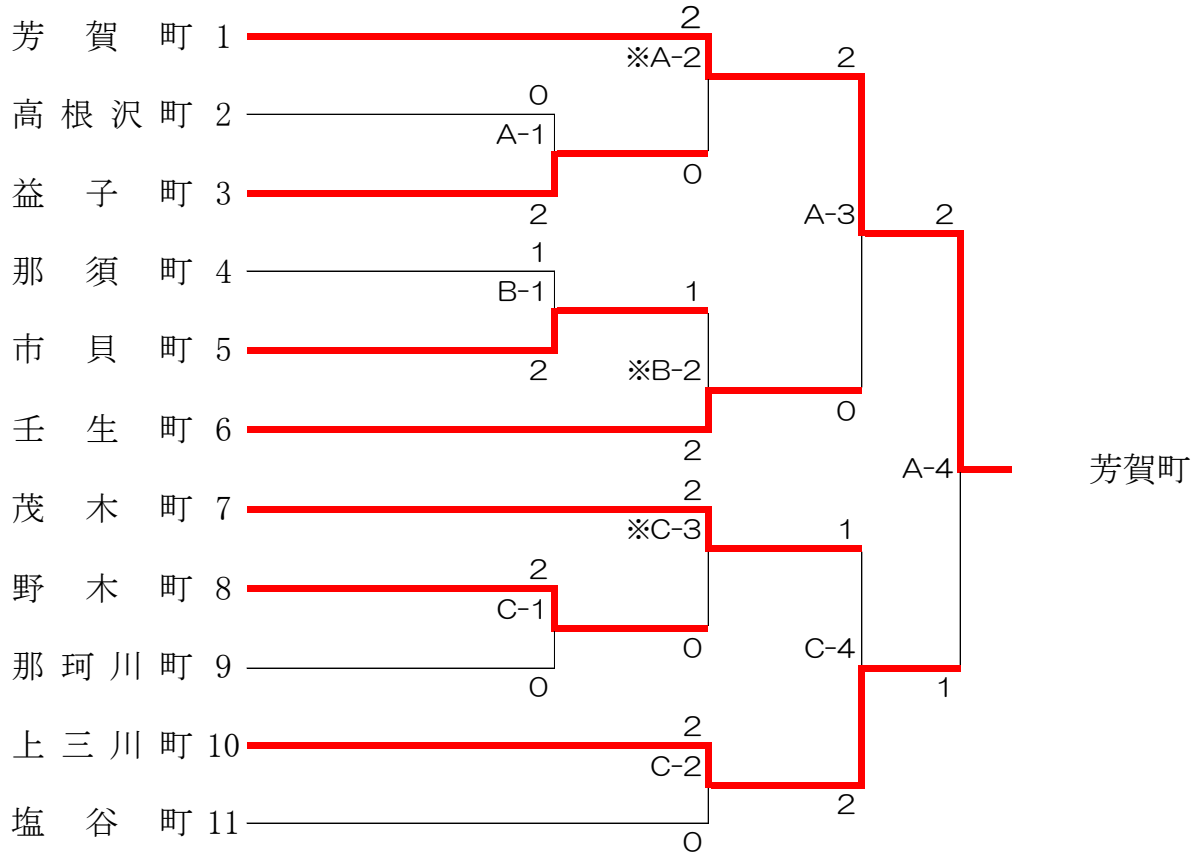 芳賀町 1
2
※A-2
2
高根沢町 2
0
A-1
0
益子町 3
2
A-3
2
那須町 4
1
B-1
1
市貝町 5
2
※B-2
0
壬生町 6
2
A-4
芳賀町
茂木町 7
2
※C-3
1
野木町 8
2
C-1
0
C-4
那珂川町 9
0
1
上三川町 10
2
C-2
2
塩谷町 11
0